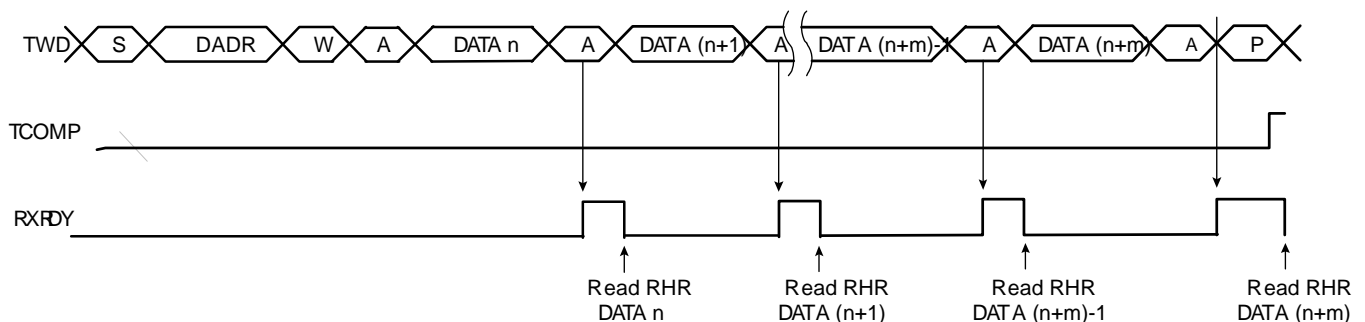 TWD S DADR W A DATA n A DATA (n+1) A DATA (n+m)-1 A DATA (n+m) A P
TCOMP
RXRDY
Read RHR Read RHR Read RHR Read RHR
DATA n DATA (n+1) DATA (n+m)-1 DATA (n+m)